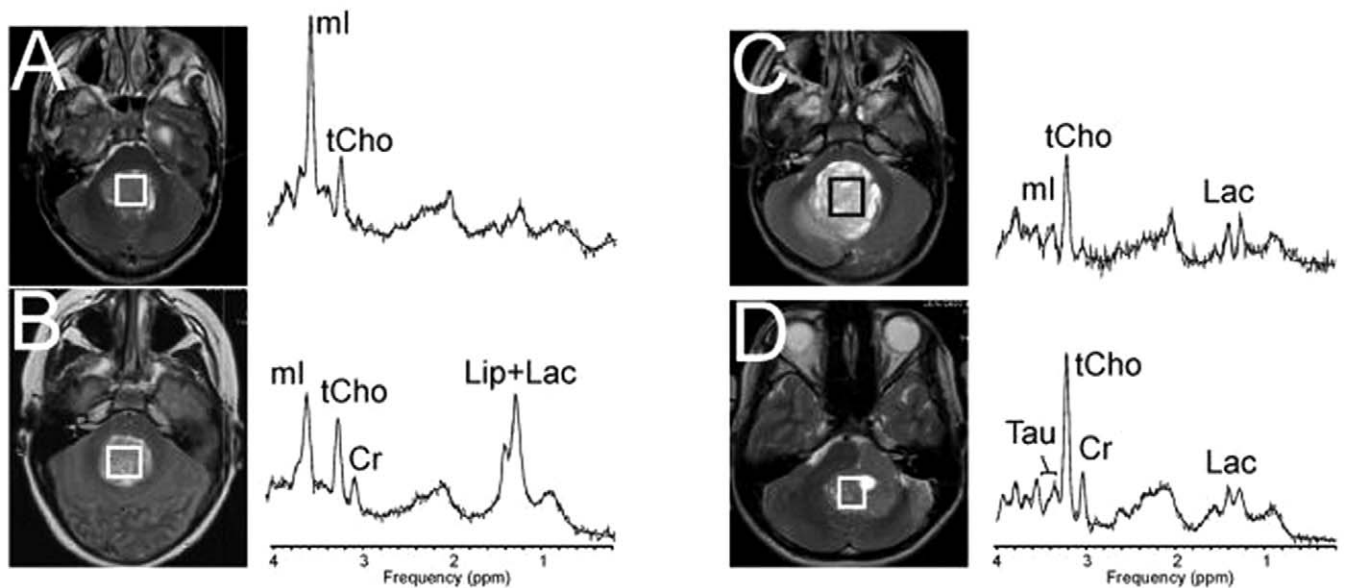 A
mI
tCho
B
mI
tCho
Cr
Lip+Lac
4
3
2
1
Frequency (ppm)
C
tCho
mI
Lac
D
tCho
Tau
Cr
Lac
4
3
2
1
Frequency (ppm)